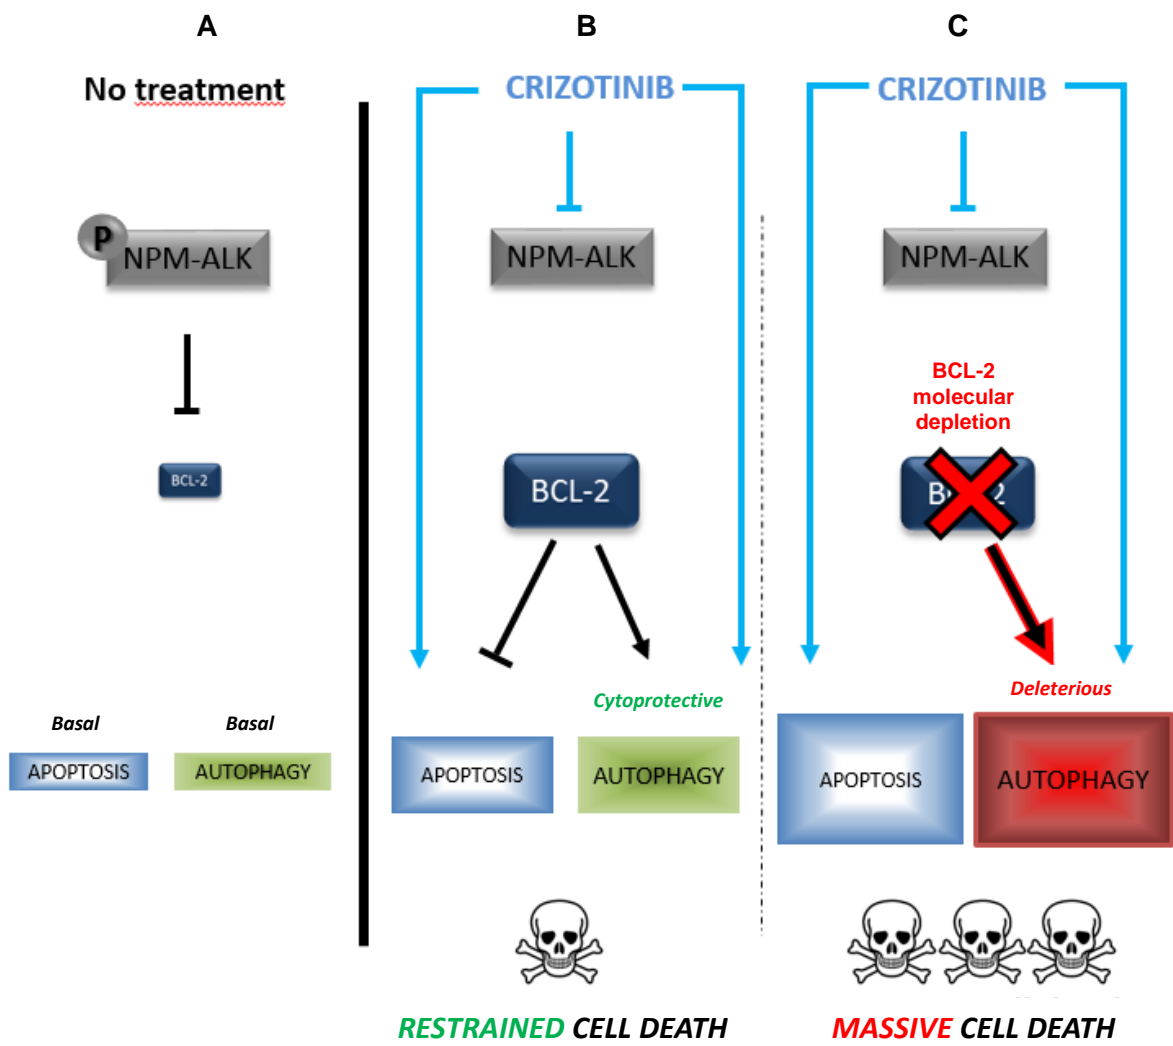 A
B
C
No treatment
CRIZOTINIB
CRIZOTINIB
P
NPM-ALK
NPM-ALK
NPM-ALK
BCL-2
molecular
depletion
BCL-2
BCL-2
Cytoprotective
Deleterious
Basal
Basal
APOPTOSIS
AUTOPHAGY
APOPTOSIS
AUTOPHAGY
APOPTOSIS
AUTOPHAGY
RESTRAINED CELL DEATH
MASSIVE CELL DEATH